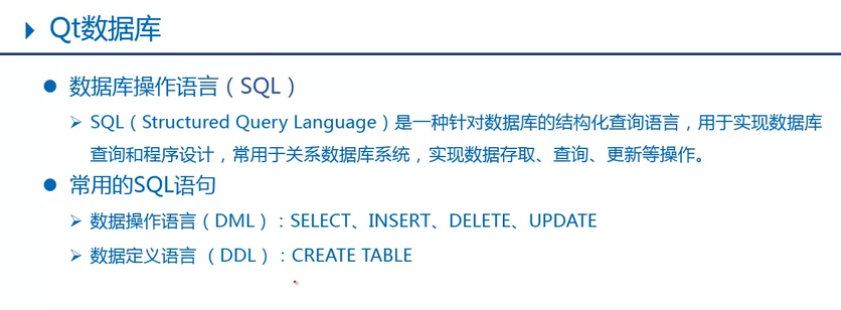 Qt数据库
数据库操作语言（SQL）
SQL（Structured Query Language）是一种针对数据库的结构化查询语言，用于实现数据库
查询和程序设计，常用于关系数据库系统，实现数据存取、查询、更新等操作。
常用的SQL语句
数据操作语言（DML）：SELECT、INSERT、DELETE、UPDATE
数据定义语言 （DDL）：CREATE TABLE